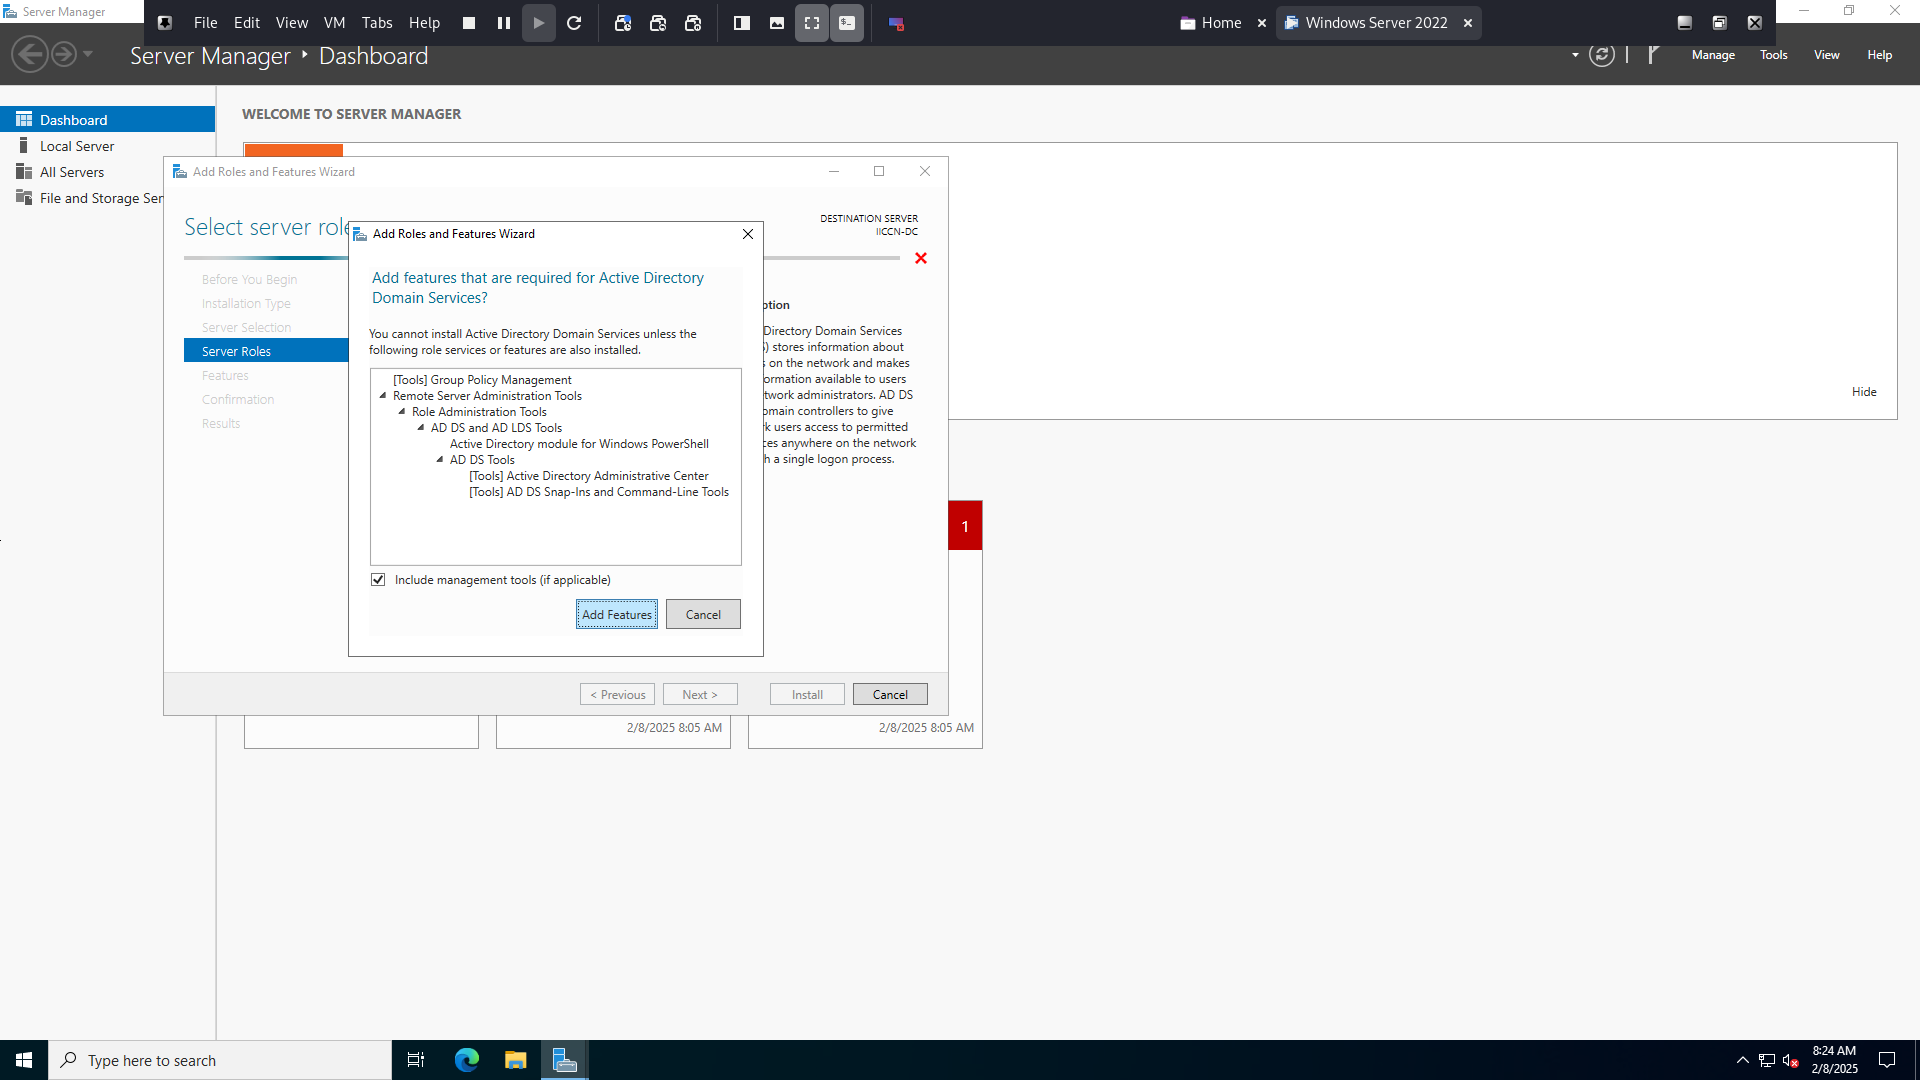 Server Manager
File Edit View VM Tabs Help
Home
Windows Server 2022
Server Manager
Dashboard
Manage Tools View Help
Dashboard
Local Server
All Servers
File and Storage Ser
WELCOME TO SERVER MANAGER
Hide
Add Roles and Features Wizard
Select server role
DESTINATION SERVER
IICCN-DC
Before You Begin
Installation Type
Server Selection
Server Roles
Features
Confirmation
Results
Add Roles and Features Wizard
Add features that are required for Active Directory
Domain Services?
You cannot install Active Directory Domain Services unless the
following role services or features are also installed.
[Tools] Group Policy Management
Remote Server Administration Tools
Role Administration Tools
AD DS and AD LDS Tools
Active Directory module for Windows PowerShell
AD DS Tools
[Tools] Active Directory Administrative Center
[Tools] AD DS Snap-Ins and Command-Line Tools
Include management tools (if applicable)
Add Features Cancel
Directory Domain Services
stores information about
on the network and makes
available to users
administrators. AD DS
controllers to give
users access to permitted
anywhere on the network
a single logon process.
1
< Previous Next > Install Cancel
2/8/2025 8:05 AM
2/8/2025 8:05 AM
Type here to search
8:24 AM
2/8/2025